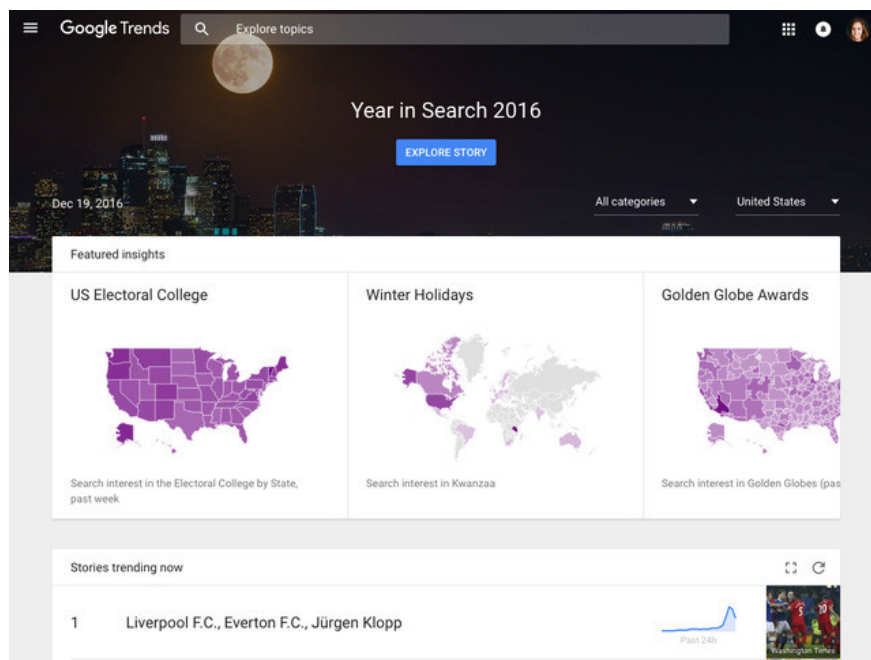 Google Trends
Explore topics
Year in Search 2016
EXPLORE STORY
Dec 19, 2016
All categories
United States
Featured insights
US Electoral College
Winter Holidays
Golden Globe Awards
Search interest in the Electoral College by State,
past week
Search interest in Kwanzaa
Search interest in Golden Globes (pas
Stories trending now
1
Liverpool F.C., Everton F.C., Jürgen Klopp
Past 24h
5
20
Washington Times